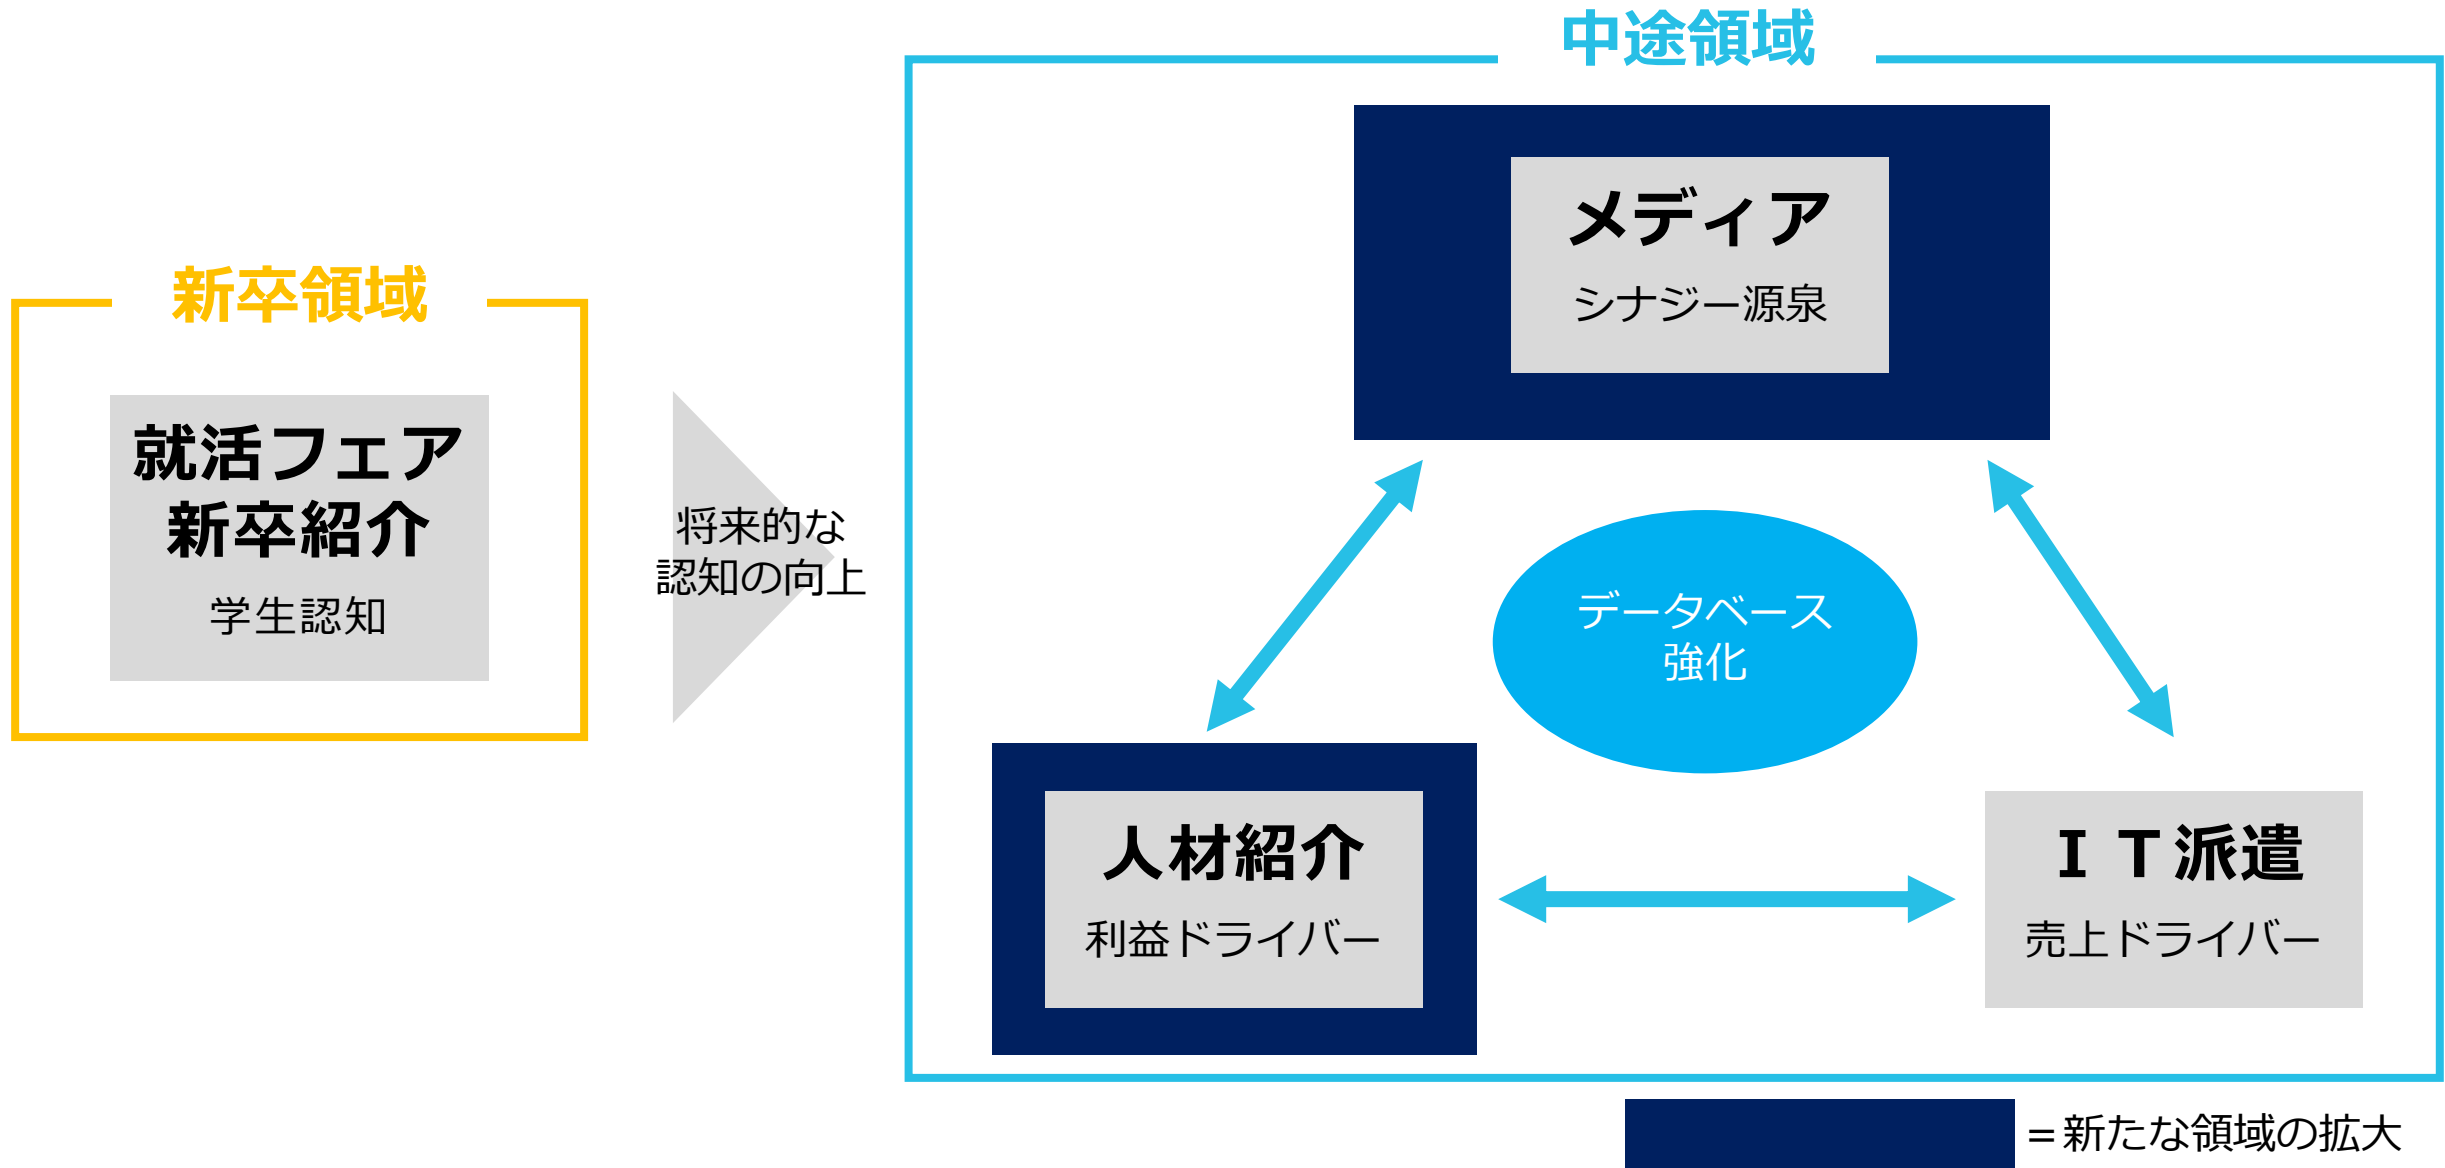 中途領域
メディア
シナジー源泉
新卒領域
就活フェア
新卒紹介
学生認知
将来的な
認知の向上
データベース
強化
人材紹介
利益ドライバー
ＩＴ派遣
売上ドライバー
＝新たな領域の拡大